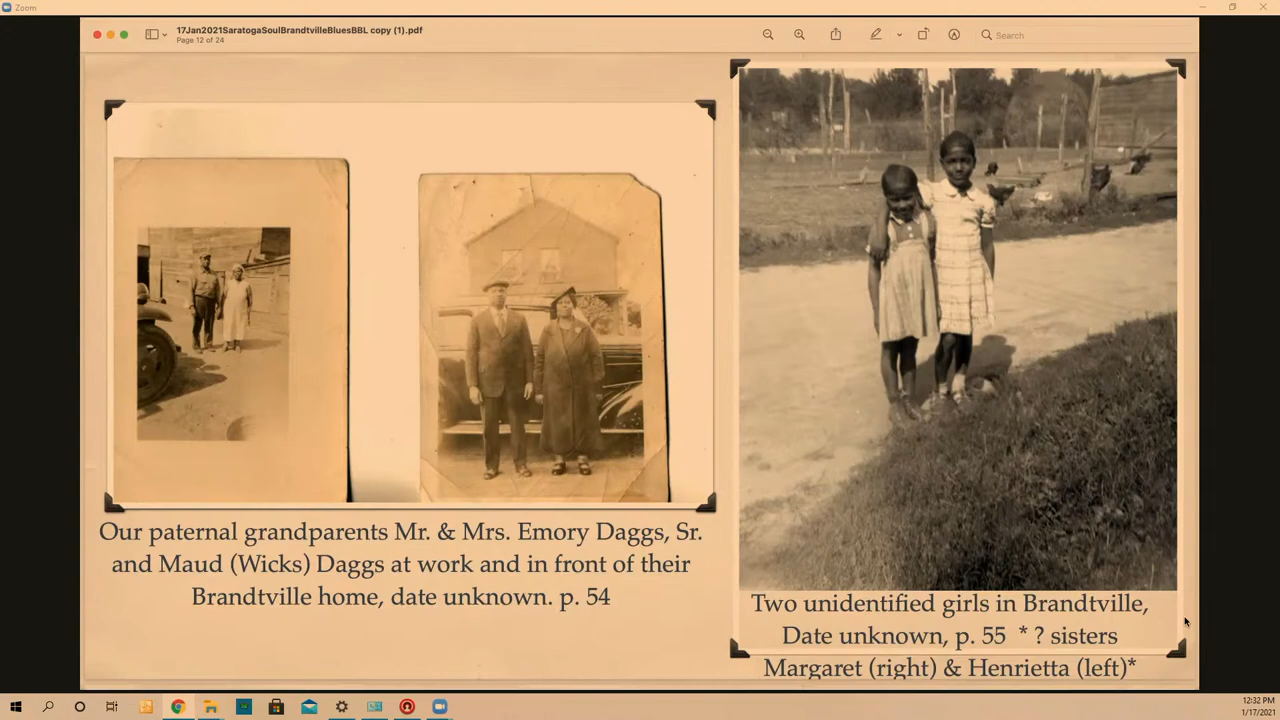 Zoom
17Jan2021SaratogaSoulBrandtvilleBluesBBL copy (1).pdf
Page 12 of 24
Search
Our paternal grandparents Mr. & Mrs. Emory Daggs, Sr.
and Maud (Wicks) Daggs at work and in front of their
Brandtville home, date unknown. p. 54
Two unidentified girls in Brandtville,
Date unknown, p. 55 * ? sisters
Margaret (right) & Henrietta (left)*
12:32 PM
1/17/2021